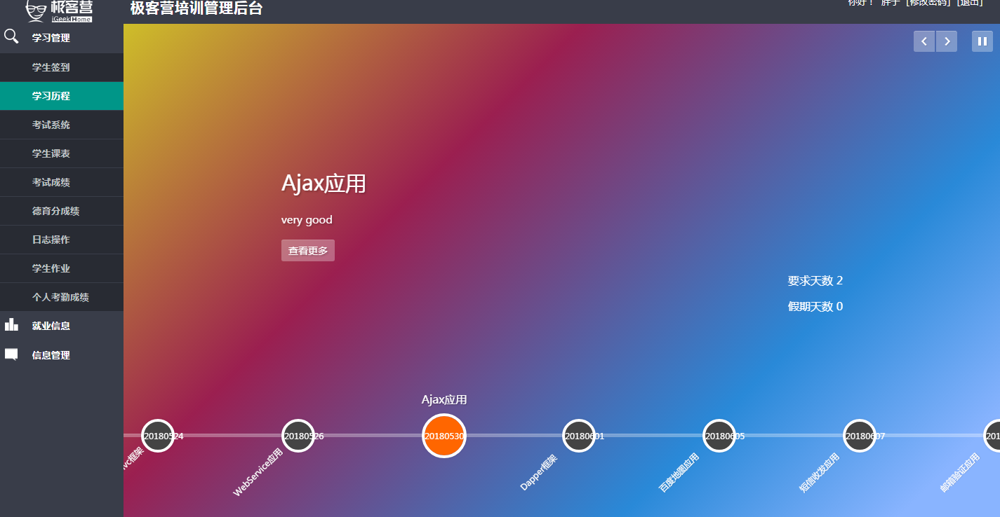 极客营
iGeekHome
极客营培训管理后台
你好！ 胖子 [修改密码] [退出]
学习管理
学生签到
学习历程
考试系统
学生课表
考试成绩
德育分成绩
日志操作
学生作业
个人考勤成绩
就业信息
信息管理
Ajax应用
very good
查看更多
要求天数 2
假期天数 0
Ajax应用
20180524
20180526
20180530
20180601
20180605
20180607
201
vc框架
WebService应用
Dapper框架
百度地图应用
短信收发应用
邮箱验证应用